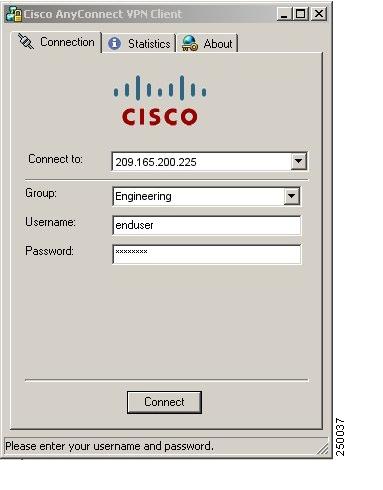 Cisco AnyConnect VPN Client
Connection
Statistics
About
CISCO
Connect to:
209.165.200.225
Group:
Engineering
Username:
enduser
Password:
xxxxxxxx
Connect
Please enter your username and password.
250037